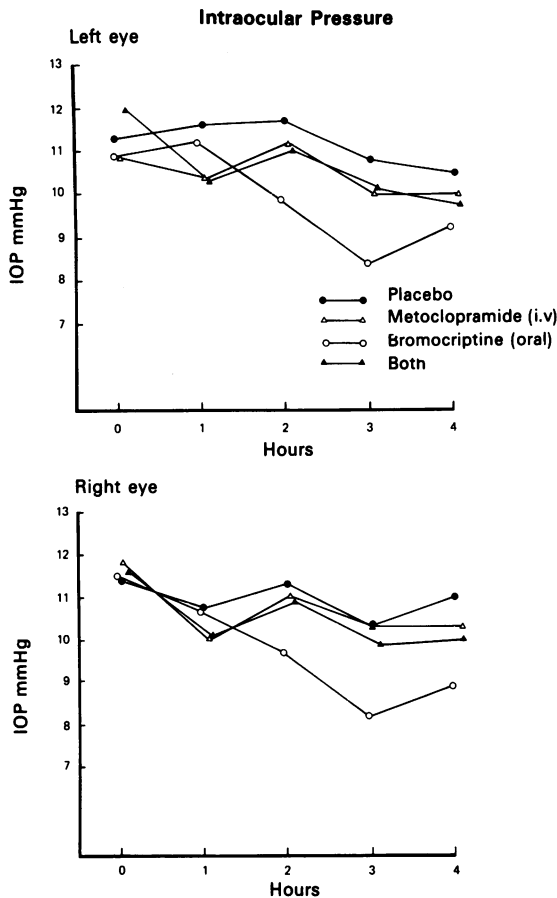 Intraocular Pressure
Left eye
13
12
11
10
9
8
7
IOP mmHg
Placebo
Metoclopramide (i.v)
Bromocriptine (oral)
Both
0 1 2 3 4
Hours
Right eye
13
12
11
10
9
8
7
IOP mmHg
0 1 2 3 4
Hours